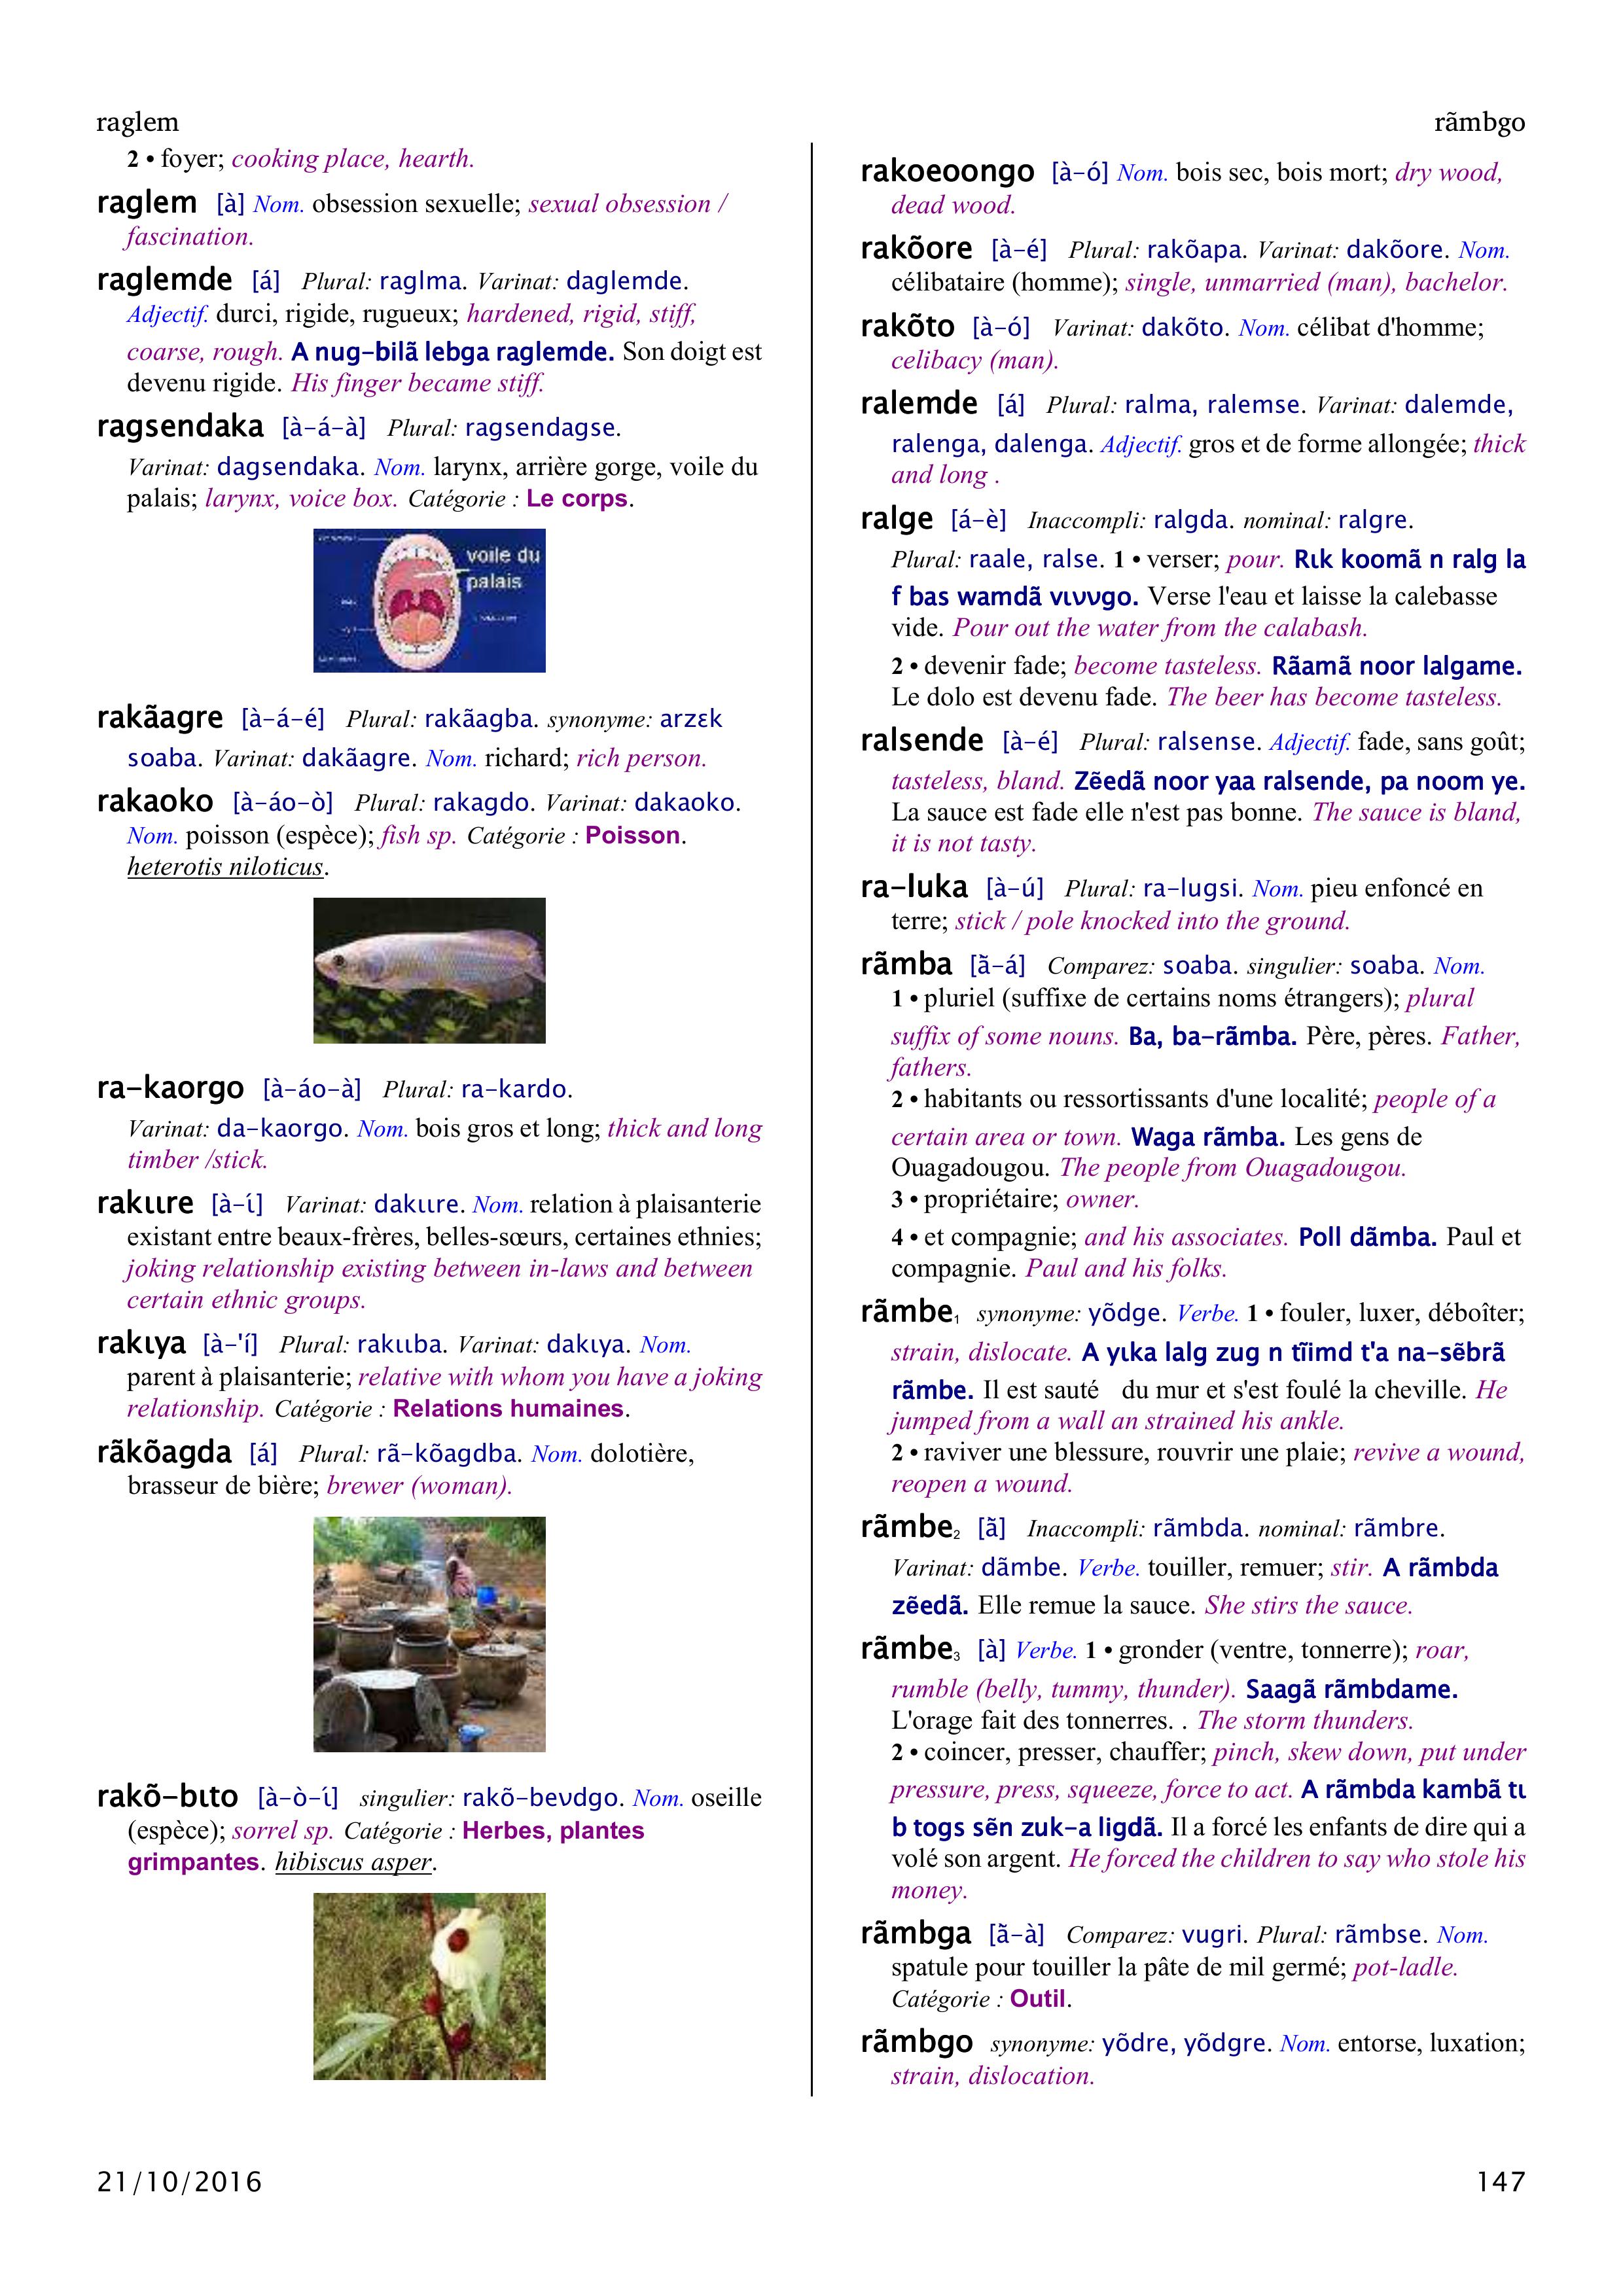 raglem
rãmbgo
2 • foyer; cooking place, hearth.
raglem [à] Nom. obsession sexuelle; sexual obsession /
fascination.
raglemde [á] Plural: raglma. Varinat: daglemde.
Adjectif. durci, rigide, rugueux; hardened, rigid, stiff,
coarse, rough. A nug-bilã lebga raglemde. Son doigt est
devenu rigide. His finger became stiff.
ragsendaka [à-á-à] Plural: ragsendagse.
Varinat: dagsendaka. Nom. larynx, arrière gorge, voile du
palais; larynx, voice box. Catégorie : Le corps.
voile du
palais
rakãagre [à-á-é] Plural: rakãagba. synonyme: arzɛk
soaba. Varinat: dakãagre. Nom. richard; rich person.
rakaoko [à-áo-ò] Plural: rakagdo. Varinat: dakaoko.
Nom. poisson (espèce); fish sp. Catégorie : Poisson.
heterotis niloticus.
ra-kaorgo [à-áo-à] Plural: ra-kardo.
Varinat: da-kaorgo. Nom. bois gros et long; thick and long
timber /stick.
rakɩɩre [à-ɩ́] Varinat: dakɩɩre. Nom. relation à plaisanterie
existant entre beaux-frères, belles-sœurs, certaines ethnies;
joking relationship existing between in-laws and between
certain ethnic groups.
rakɩya [à-'í] Plural: rakɩɩba. Varinat: dakɩya. Nom.
parent à plaisanterie; relative with whom you have a joking
relationship. Catégorie : Relations humaines.
rãkõagda [á] Plural: rã-kõagdba. Nom. dolotière,
brasseur de bière; brewer (woman).
rakõ-bɩto [à-ò-ɩ́] singulier: rakõ-beʋdgo. Nom. oseille
(espèce); sorrel sp. Catégorie : Herbes, plantes
grimpantes. hibiscus asper.
rakoeoongo [à-ó] Nom. bois sec, bois mort; dry wood,
dead wood.
rakõore [à-é] Plural: rakõapa. Varinat: dakõore. Nom.
célibataire (homme); single, unmarried (man), bachelor.
rakõto [à-ó] Varinat: dakõto. Nom. célibat d'homme;
celibacy (man).
ralemde [á] Plural: ralma, ralemse. Varinat: dalemde,
ralenga, dalenga. Adjectif. gros et de forme allongée; thick
and long .
ralge [á-è] Inaccompli: ralgda. nominal: ralgre.
Plural: raale, ralse. 1 • verser; pour. Rɩk koomã n ralg la
f bas wamdã vɩʋʋgo. Verse l'eau et laisse la calebasse
vide. Pour out the water from the calabash.
2 • devenir fade; become tasteless. Rãamã noor lalgame.
Le dolo est devenu fade. The beer has become tasteless.
ralsende [à-é] Plural: ralsense. Adjectif. fade, sans goût;
tasteless, bland. Zẽedã noor yaa ralsende, pa noom ye.
La sauce est fade elle n'est pas bonne. The sauce is bland,
it is not tasty.
ra-luka [à-ú] Plural: ra-lugsi. Nom. pieu enfoncé en
terre; stick / pole knocked into the ground.
rãmba [ã̀-á] Comparez: soaba. singulier: soaba. Nom.
1 • pluriel (suffixe de certains noms étrangers); plural
suffix of some nouns. Ba, ba-rãmba. Père, pères. Father,
fathers.
2 • habitants ou ressortissants d'une localité; people of a
certain area or town. Waga rãmba. Les gens de
Ouagadougou. The people from Ouagadougou.
3 • propriétaire; owner.
4 • et compagnie; and his associates. Poll dãmba. Paul et
compagnie. Paul and his folks.
rãmbe₁ synonyme: yõdge. Verbe. 1 • fouler, luxer, déboîter;
strain, dislocate. A yɩka lalg zug n tĩimd t'a na-sẽbrã
rãmbe. Il est sauté du mur et s'est foulé la cheville. He
jumped from a wall an strained his ankle.
2 • raviver une blessure, rouvrir une plaie; revive a wound,
reopen a wound.
rãmbe₂ [ã̀] Inaccompli: rãmbda. nominal: rãmbre.
Varinat: dãmbe. Verbe. touiller, remuer; stir. A rãmbda
zẽedã. Elle remue la sauce. She stirs the sauce.
rãmbe₃ [à] Verbe. 1 • gronder (ventre, tonnerre); roar,
rumble (belly, tummy, thunder). Saagã rãmbdame.
L'orage fait des tonnerres. . The storm thunders.
2 • coincer, presser, chauffer; pinch, skew down, put under
pressure, press, squeeze, force to act. A rãmbda kambã tɩ
b togs sẽn zuk-a ligdã. Il a forcé les enfants de dire qui a
volé son argent. He forced the children to say who stole his
money.
rãmbga [ã̀-à] Comparez: vugri. Plural: rãmbse. Nom.
spatule pour touiller la pâte de mil germé; pot-ladle.
Catégorie : Outil.
rãmbgo synonyme: yõdre, yõdgre. Nom. entorse, luxation;
strain, dislocation.
21/10/2016
147